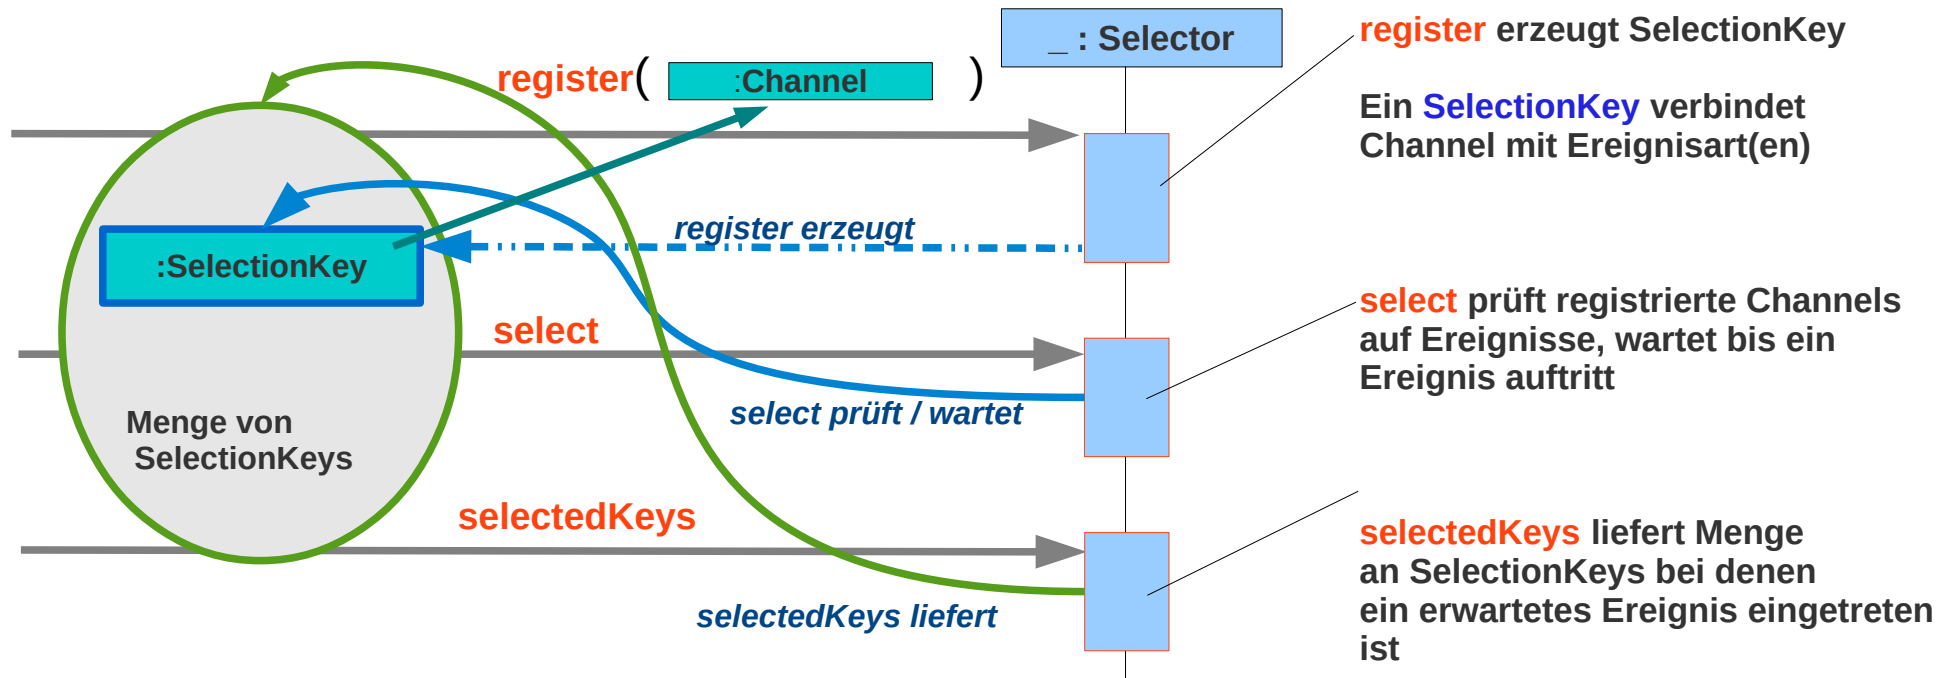 _ : Selector
register( :Channel )
register erzeugt
:SelectionKey
select
select prüft / wartet
Menge von
SelectionKeys
selectedKeys
selectedKeys liefert
register erzeugt SelectionKey
Ein SelectionKey verbindet
Channel mit Ereignisart(en)
select prüft registrierte Channels
auf Ereignisse, wartet bis ein
Ereignis auftritt
selectedKeys liefert Menge
an SelectionKeys bei denen
ein erwartetes Ereignis eingetreten
ist